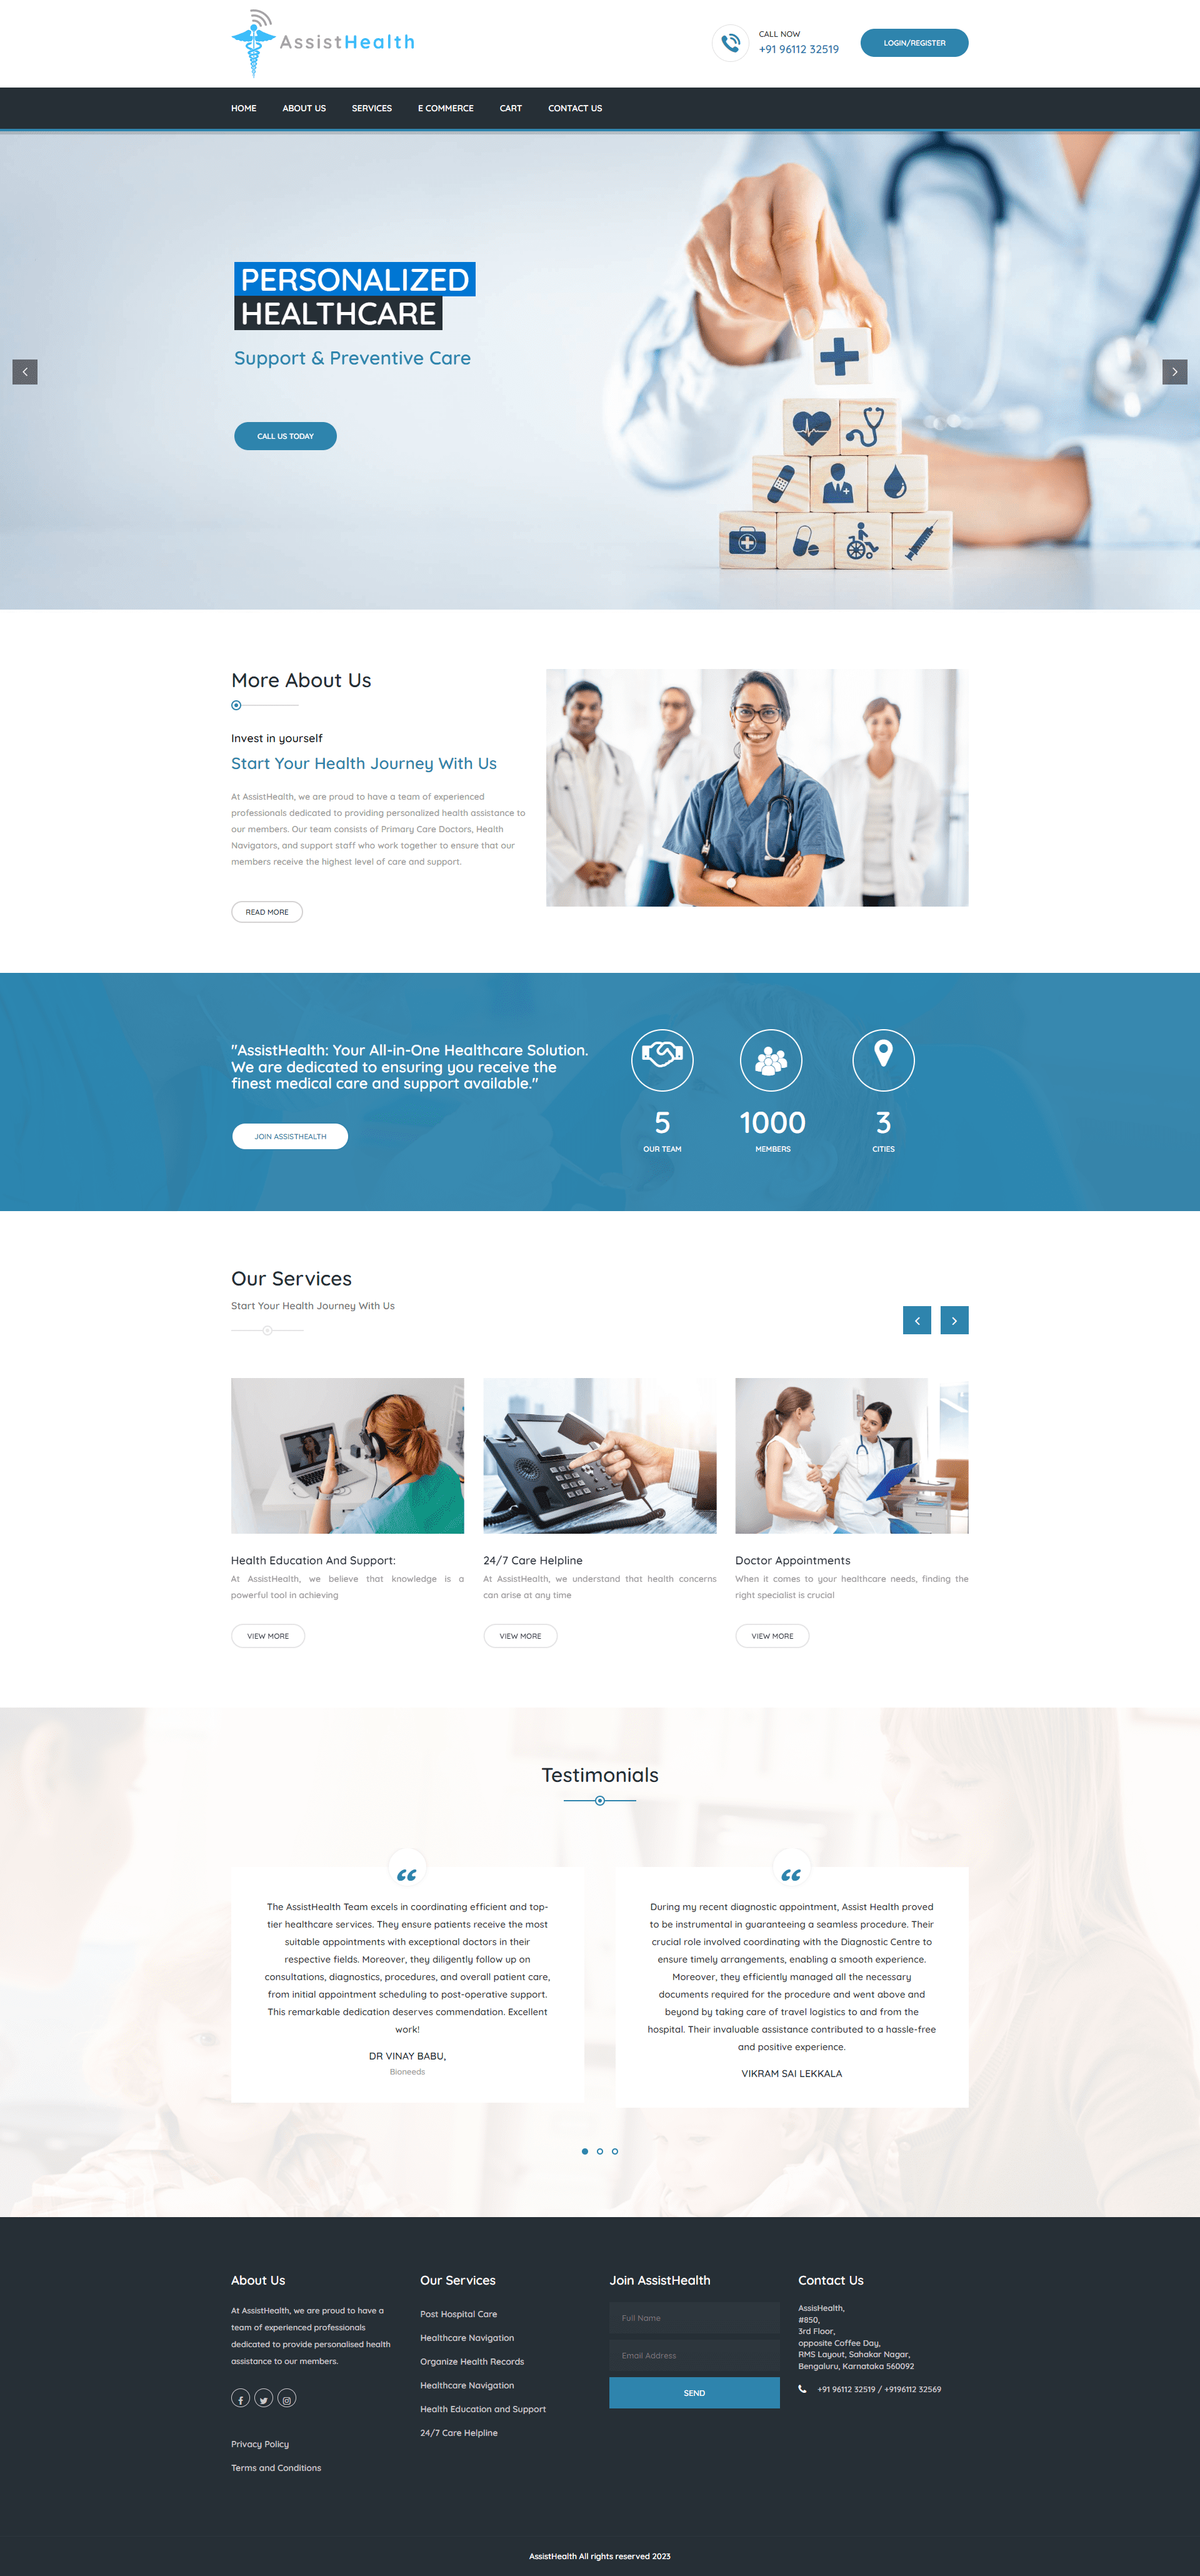 AssistHealth
CALL NOW
+91 96112 32519
LOGIN/REGISTER
HOME
ABOUT US
SERVICES
E COMMERCE
CART
CONTACT US
PERSONALIZED
HEALTHCARE
Support & Preventive Care
CALL US TODAY
More About Us
Invest in yourself
Start Your Health Journey With Us
At AssistHealth, we are proud to have a team of experienced
professionals dedicated to providing personalized health assistance to
our members. Our team consists of Primary Care Doctors, Health
Navigators, and support staff who work together to ensure that our
members receive the highest level of care and support.
READ MORE
"AssistHealth: Your All-in-One Healthcare Solution.
We are dedicated to ensuring you receive the
finest medical care and support available."
JOIN ASSISTHEALTH
5
OUR TEAM
1000
MEMBERS
3
CITIES
Our Services
Start Your Health Journey With Us
Health Education And Support:
At AssistHealth, we believe that knowledge is a
powerful tool in achieving
VIEW MORE
24/7 Care Helpline
At AssistHealth, we understand that health concerns
can arise at any time
VIEW MORE
Doctor Appointments
When it comes to your healthcare needs, finding the
right specialist is crucial
VIEW MORE
Testimonials
The AssistHealth Team excels in coordinating efficient and top-
tier healthcare services. They ensure patients receive the most
suitable appointments with exceptional doctors in their
respective fields. Moreover, they diligently follow up on
consultations, diagnostics, procedures, and overall patient care,
from initial appointment scheduling to post-operative support.
This remarkable dedication deserves commendation. Excellent
work!
DR VINAY BABU,
Bioneeds
During my recent diagnostic appointment, Assist Health proved
to be instrumental in guaranteeing a seamless procedure. Their
crucial role involved coordinating with the Diagnostic Centre to
ensure timely arrangements, enabling a smooth experience.
Moreover, they efficiently managed all the necessary
documents required for the procedure and went above and
beyond by taking care of travel logistics to and from the
hospital. Their invaluable assistance contributed to a hassle-free
and positive experience.
VIKRAM SAI LEKKALA
About Us
At AssistHealth, we are proud to have a
team of experienced professionals
dedicated to provide personalised health
assistance to our members.
Privacy Policy
Terms and Conditions
Our Services
Post Hospital Care
Healthcare Navigation
Organize Health Records
Healthcare Navigation
Health Education and Support
24/7 Care Helpline
Join AssistHealth
Full Name
Email Address
SEND
Contact Us
AssisHealth,
#850,
3rd Floor,
opposite Coffee Day,
RMS Layout, Sahakar Nagar,
Bengaluru, Karnataka 560092
+91 96112 32519 / +9196112 32569
AssistHealth All rights reserved 2023